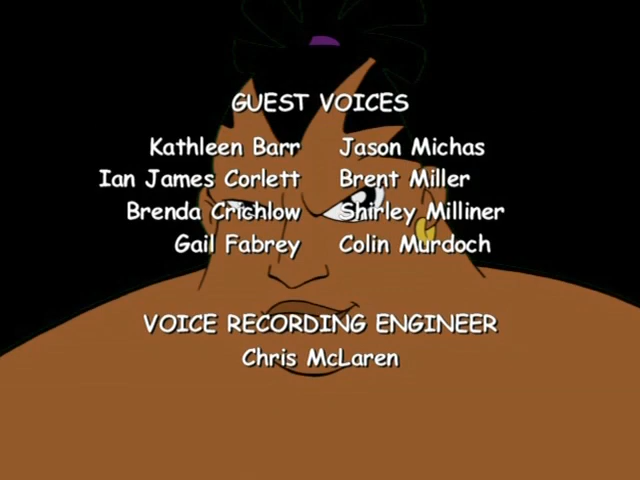 GUEST VOICES
Kathleen Barr Jason Michas
Ian James Corlett Brent Miller
Brenda Crichlow Shirley Milliner
Gail Fabrey Colin Murdoch
VOICE RECORDING ENGINEER
Chris McLaren